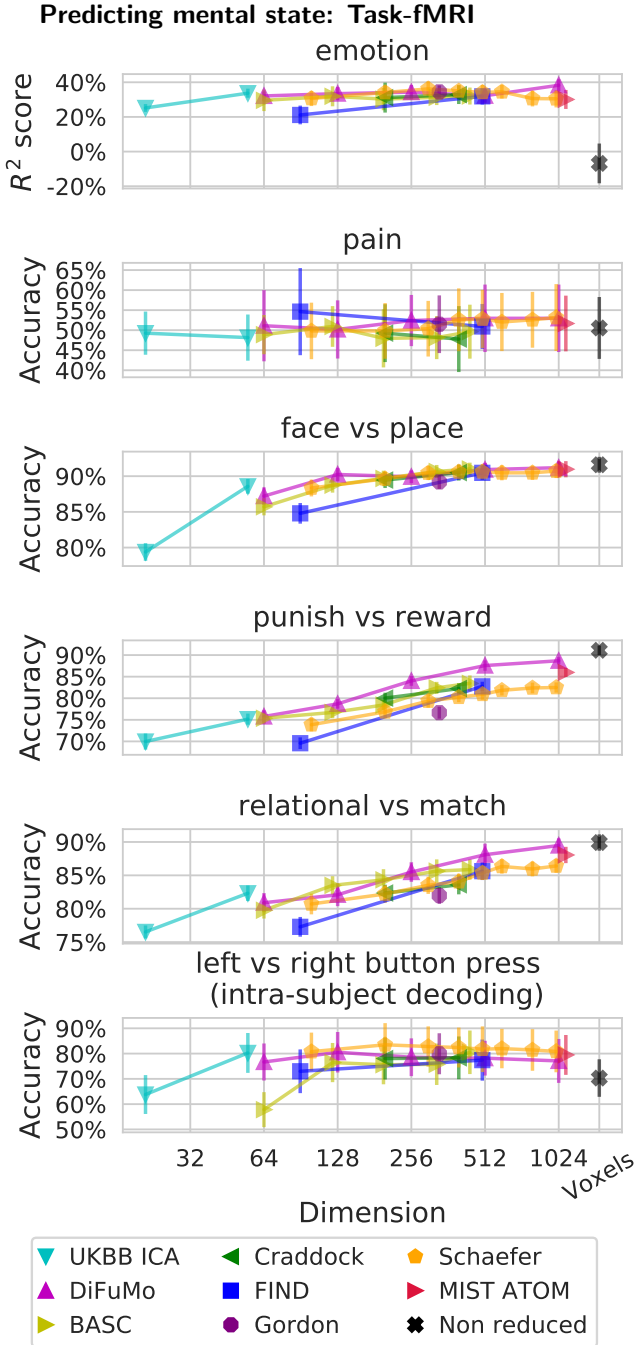 Predicting mental state: Task-fMRI
emotion
R² score
40%
20%
0%
-20%
pain
Accuracy
65%
60%
55%
50%
45%
40%
face vs place
Accuracy
90%
85%
80%
punish vs reward
Accuracy
90%
85%
80%
75%
70%
relational vs match
Accuracy
90%
85%
80%
75%
left vs right button press
(intra-subject decoding)
Accuracy
90%
80%
70%
60%
50%
32 64 128 256 512 1024 Voxels
Dimension
UKBB ICA Craddock Schaefer
DiFuMo FIND MIST ATOM
BASC Gordon Non reduced